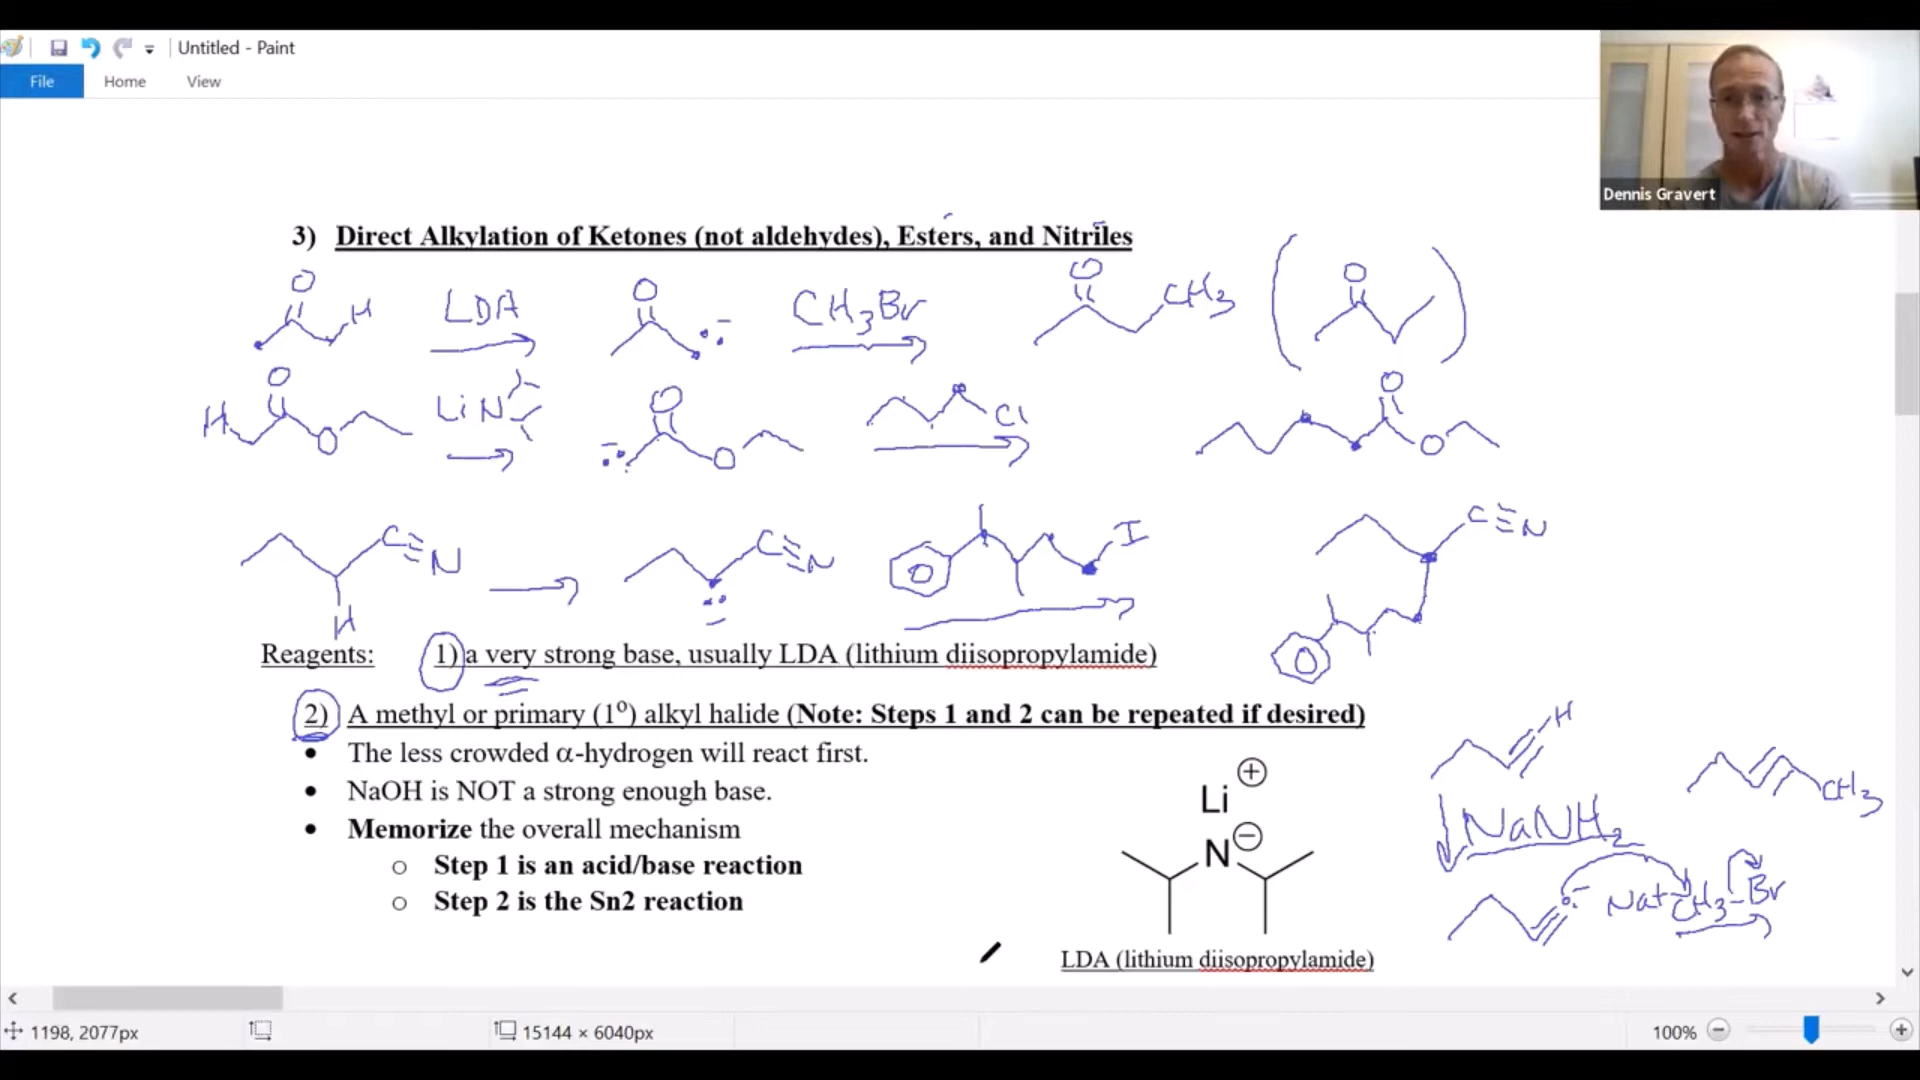 Untitled - Paint
File Home View
Dennis Gravert
3) Direct Alkylation of Ketones (not aldehydes), Esters, and Nitriles
O H LDA O CH3Br O CH3 O
H O O LiN O O Cl O O
C≡N H C≡N I C≡N
Reagents: 1) a very strong base, usually LDA (lithium diisopropylamide)
2) A methyl or primary (1º) alkyl halide (Note: Steps 1 and 2 can be repeated if desired)
• The less crowded α-hydrogen will react first.
• NaOH is NOT a strong enough base.
• Memorize the overall mechanism
o Step 1 is an acid/base reaction
o Step 2 is the Sn2 reaction
Li +
N −
LDA (lithium diisopropylamide)
H
CH3
NaNH2
Na+ CH3-Br
1198, 2077px 15144 × 6040px 100%